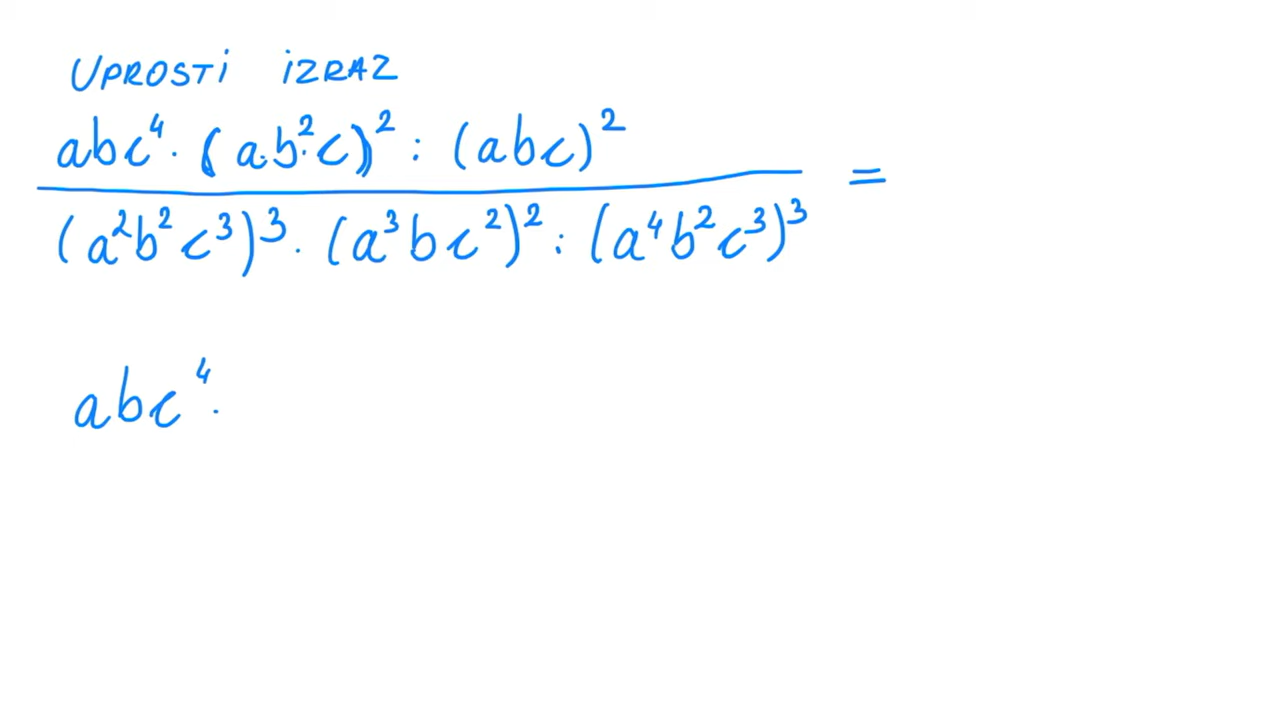 UPROSTI IZRAZ
abc⁴ · (a·b²·c)² : (abc)²
(a²b²c³)³ · (a³bc²)² : (a⁴b²c³)³ =
abc⁴ ·